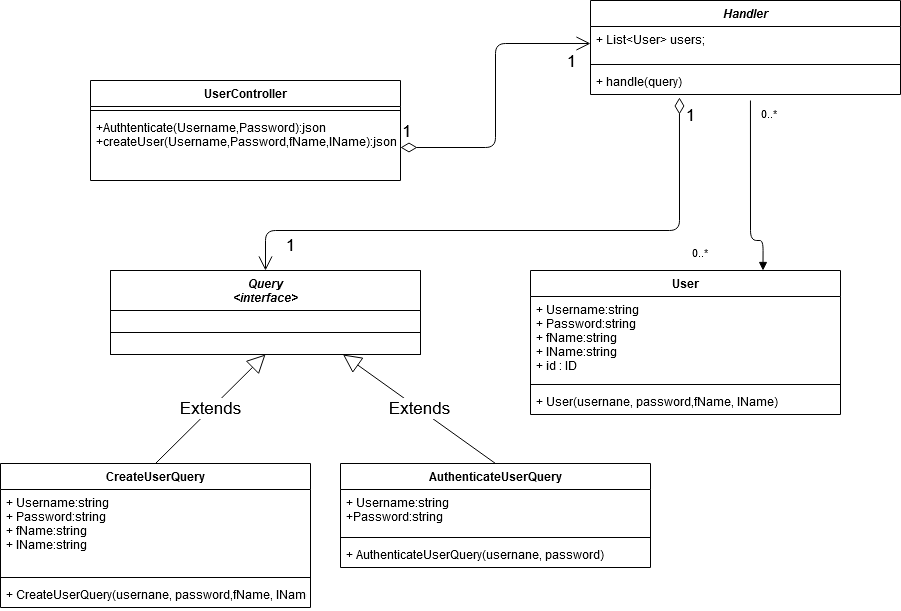 Handler
+ List<User> users;
+ handle(query)
1
1
0..*
UserController
+Authtenticate(Username,Password):json
+createUser(Username,Password,fName,lName):json
1
1
0..*
Query
<interface>
User
+ Username:string
+ Password:string
+ fName:string
+ lName:string
+ id : ID
+ User(usernane, password,fName, lName)
Extends
Extends
CreateUserQuery
+ Username:string
+ Password:string
+ fName:string
+ lName:string
+ CreateUserQuery(usernane, password,fName, lNam
AuthenticateUserQuery
+ Username:string
+Password:string
+ AuthenticateUserQuery(usernane, password)